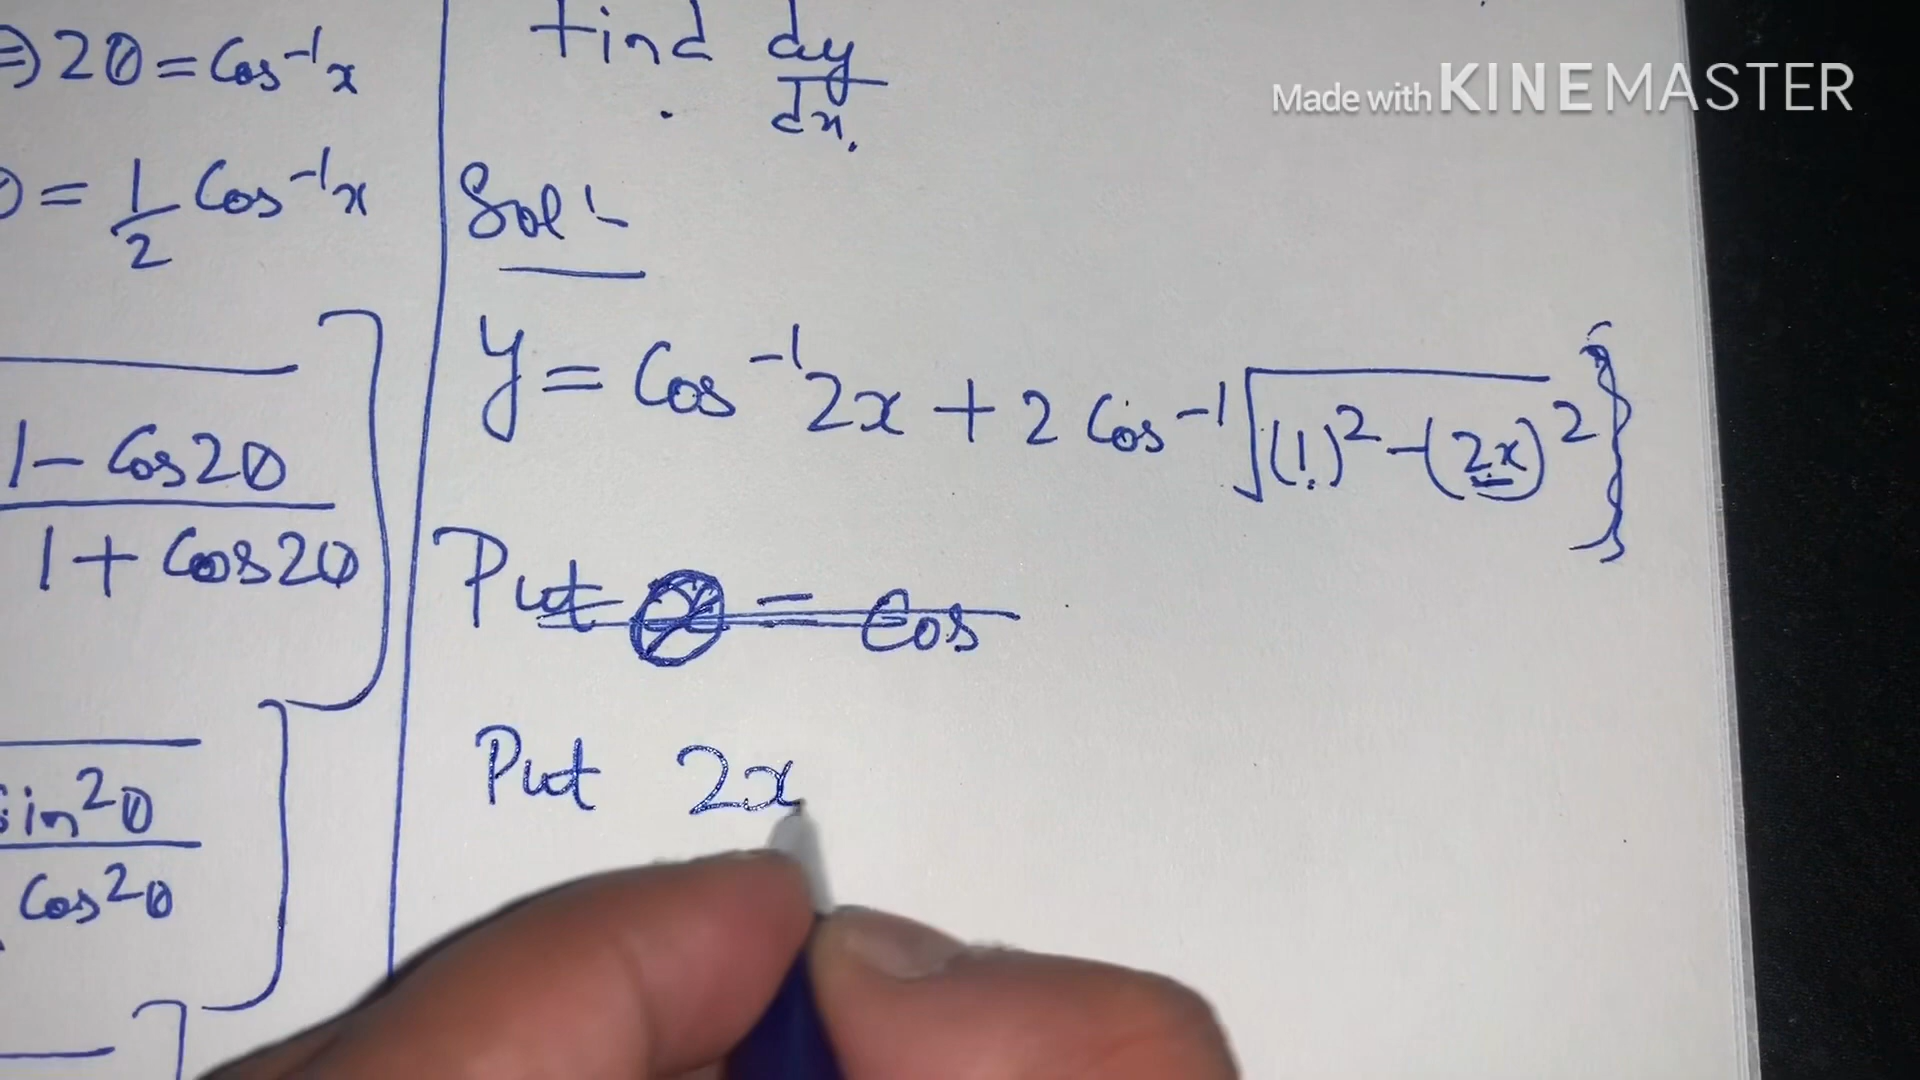 ⇒ 2θ = Cos⁻¹x
θ = 1/2 Cos⁻¹x
1 - Cos2θ
1 + Cos2θ
Sin²θ
Cos²θ
find dy/dx.
Sol:-
y = Cos⁻¹2x + 2 Cos⁻¹√(1)² - (2x)² }
Put = Cos
Put 2x
Made with KINEMASTER